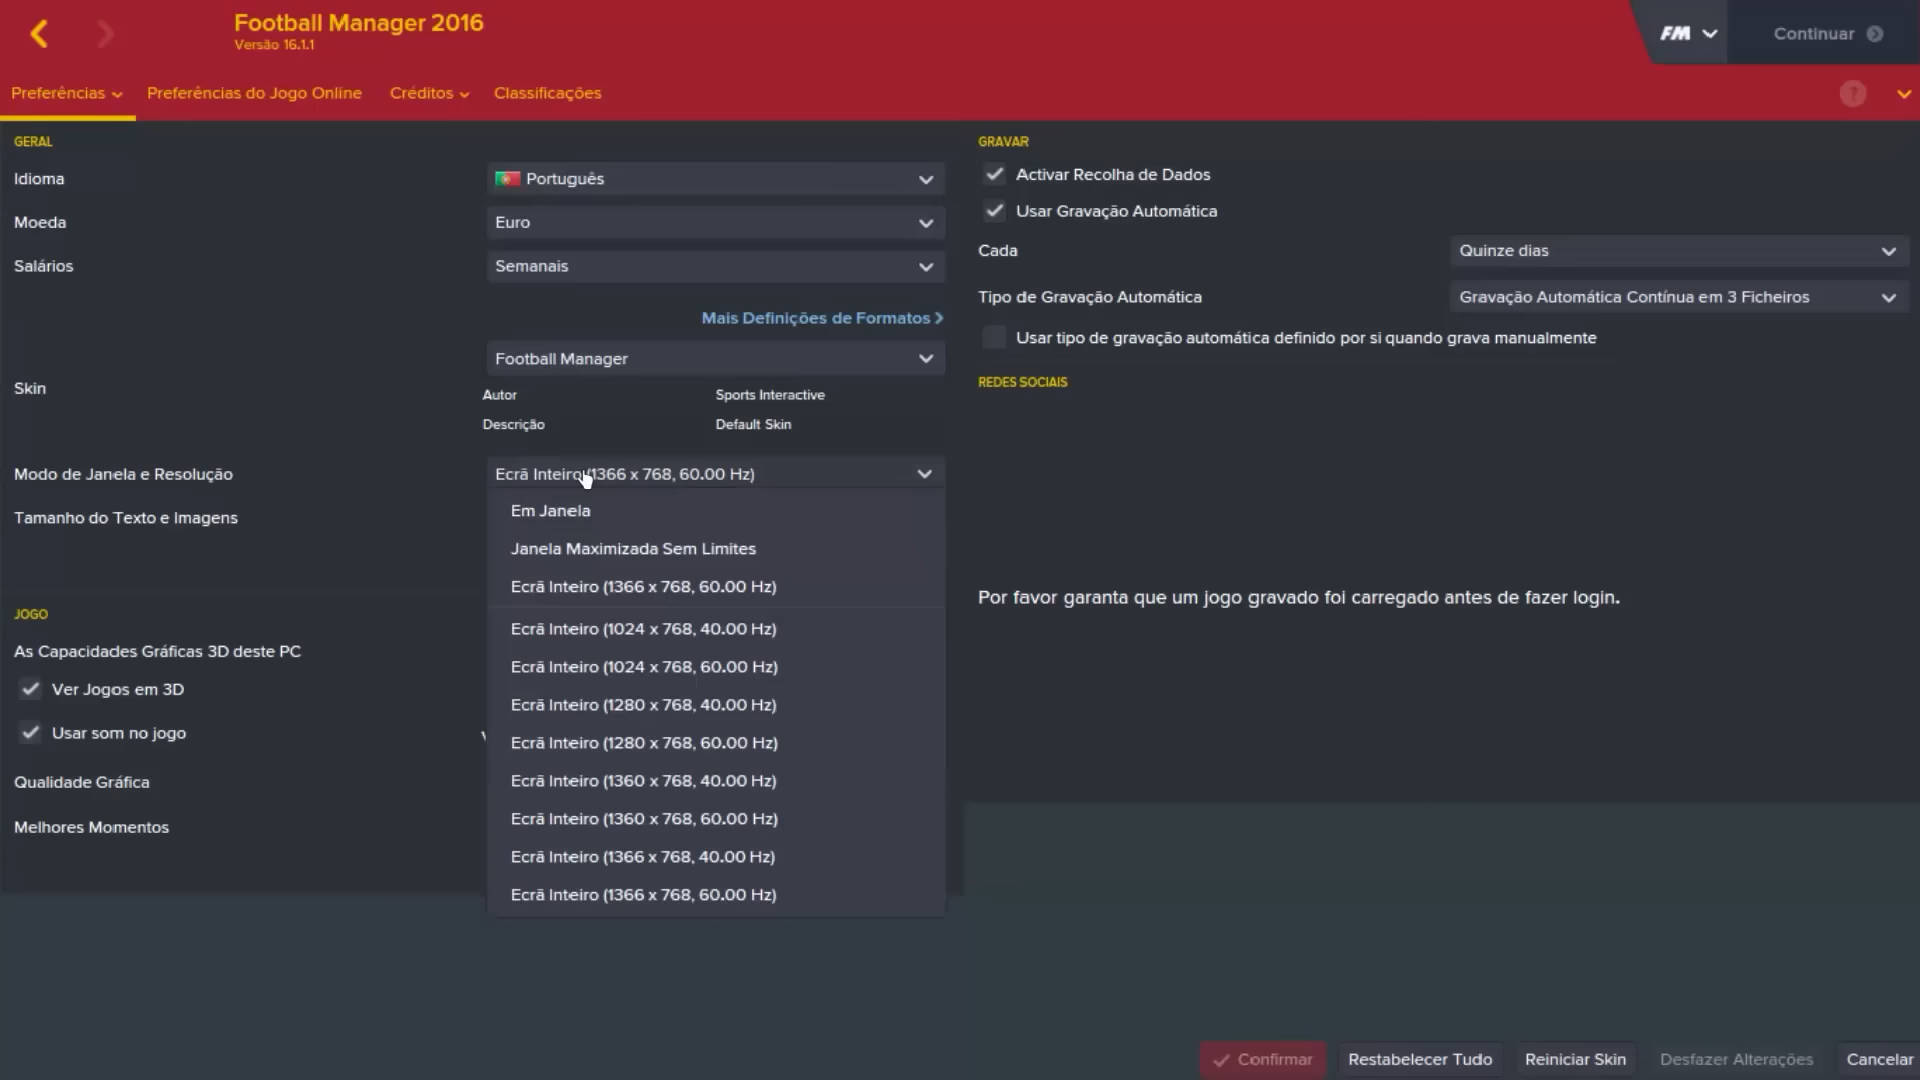 Football Manager 2016
Versão 16.1.1
FM
Continuar
Preferências
Preferências do Jogo Online
Créditos
Classificações
?
GERAL
Idioma
Português
Moeda
Euro
Salários
Semanais
Mais Definições de Formatos
Skin
Football Manager
Autor
Sports Interactive
Descrição
Default Skin
Modo de Janela e Resolução
Ecrã Inteiro (1366 x 768, 60.00 Hz)
Em Janela
Janela Maximizada Sem Limites
Ecrã Inteiro (1366 x 768, 60.00 Hz)
Ecrã Inteiro (1024 x 768, 40.00 Hz)
Ecrã Inteiro (1024 x 768, 60.00 Hz)
Ecrã Inteiro (1280 x 768, 40.00 Hz)
Ecrã Inteiro (1280 x 768, 60.00 Hz)
Ecrã Inteiro (1360 x 768, 40.00 Hz)
Ecrã Inteiro (1360 x 768, 60.00 Hz)
Ecrã Inteiro (1366 x 768, 40.00 Hz)
Ecrã Inteiro (1366 x 768, 60.00 Hz)
Tamanho do Texto e Imagens
JOGO
As Capacidades Gráficas 3D deste PC
Ver Jogos em 3D
Usar som no jogo
Qualidade Gráfica
Melhores Momentos
GRAVAR
Activar Recolha de Dados
Usar Gravação Automática
Cada
Quinze dias
Tipo de Gravação Automática
Gravação Automática Contínua em 3 Ficheiros
Usar tipo de gravação automática definido por si quando grava manualmente
REDES SOCIAIS
Por favor garanta que um jogo gravado foi carregado antes de fazer login.
Confirmar
Restabelecer Tudo
Reiniciar Skin
Desfazer Alterações
Cancelar